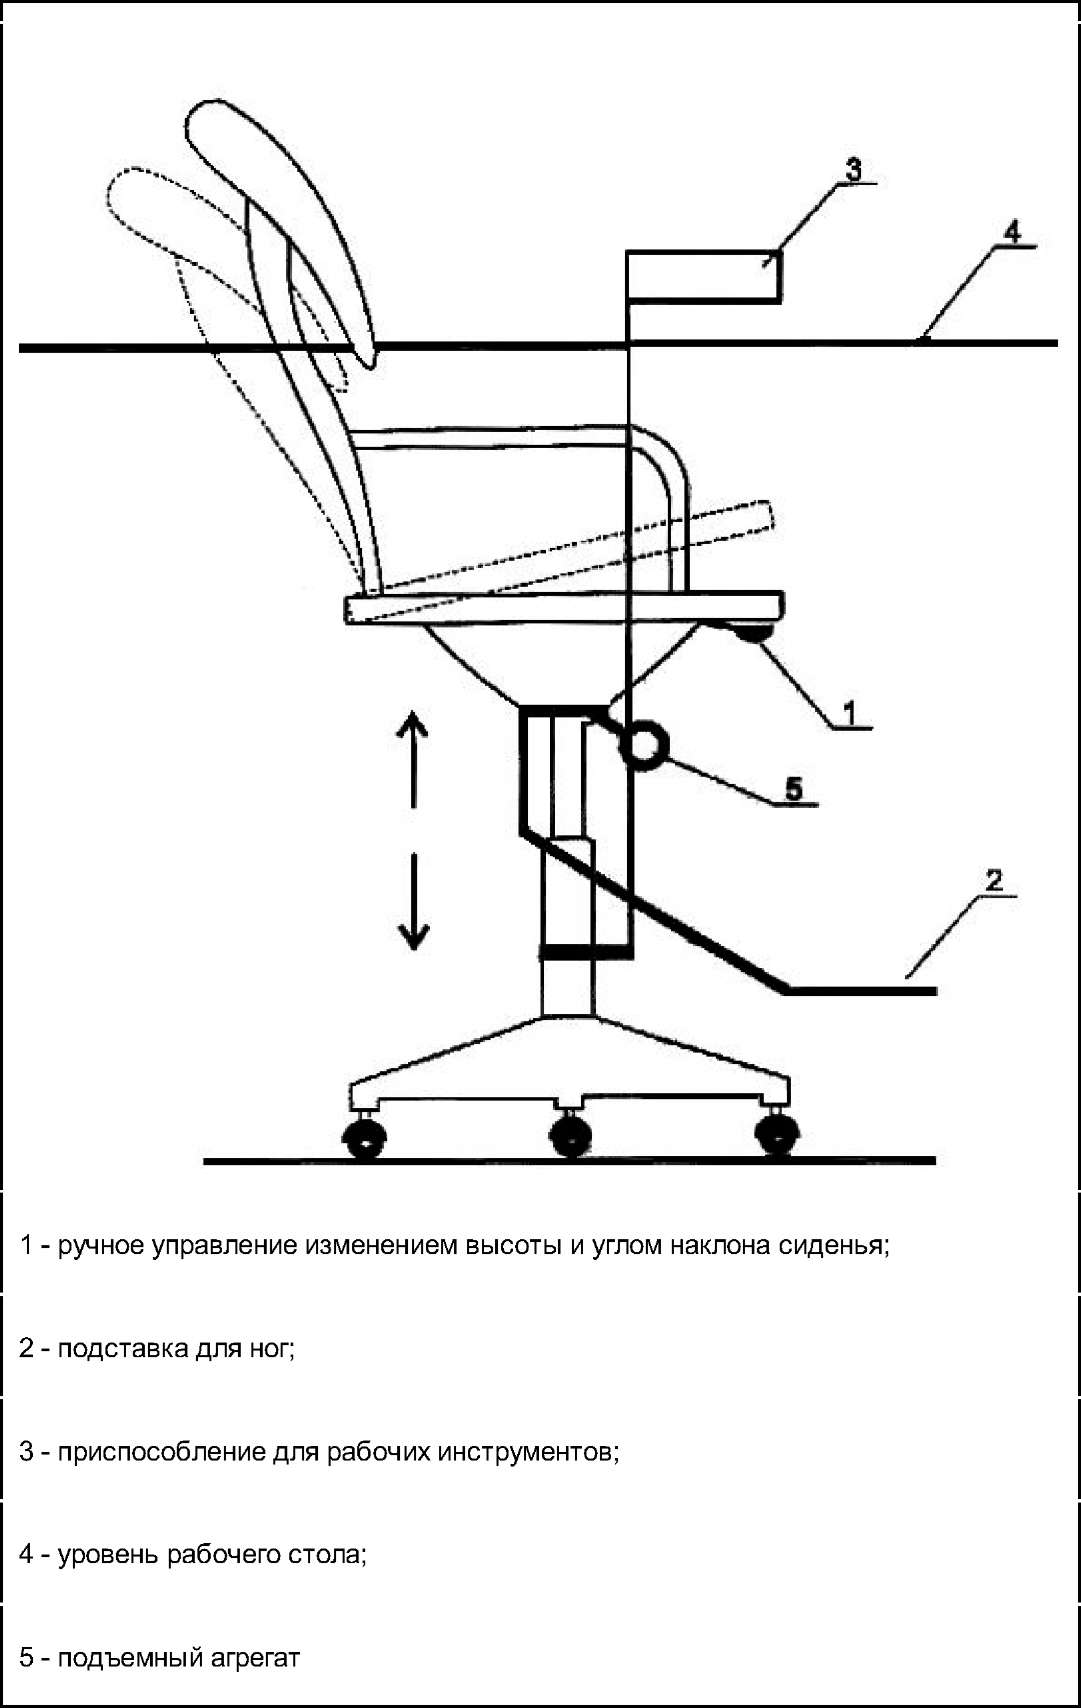 3
4
1
5
2
1 - ручное управление изменением высоты и углом наклона сиденья;
2 - подставка для ног;
3 - приспособление для рабочих инструментов;
4 - уровень рабочего стола;
5 - подъемный агрегат